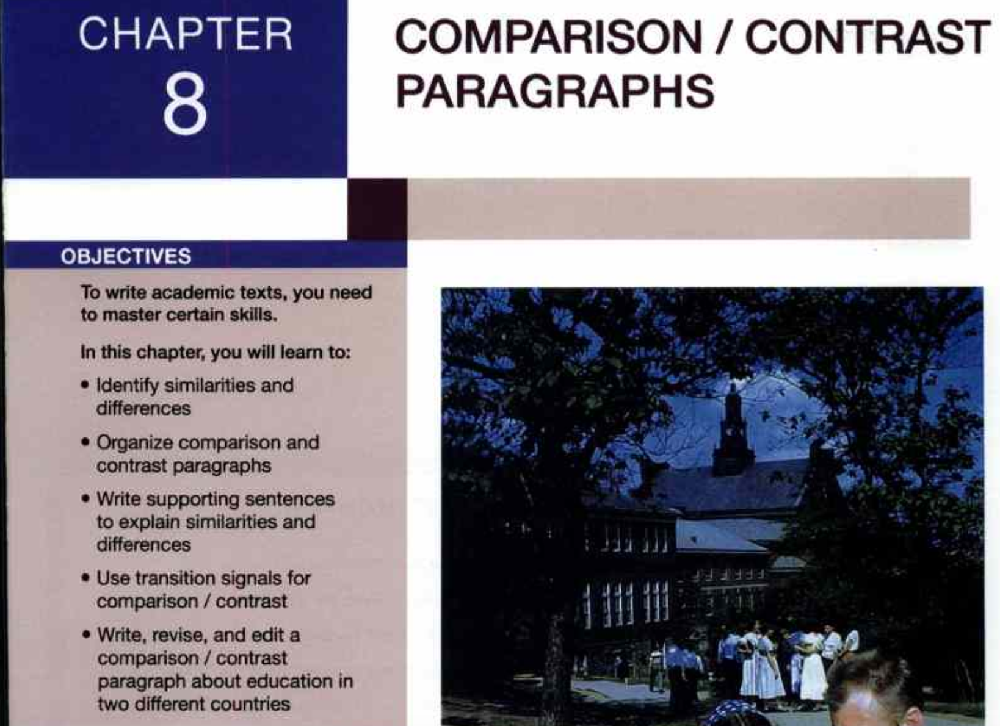 CHAPTER
8
COMPARISON / CONTRAST
PARAGRAPHS
OBJECTIVES
To write academic texts, you need
to master certain skills.
In this chapter, you will learn to:
• Identify similarities and
differences
• Organize comparison and
contrast paragraphs
• Write supporting sentences
to explain similarities and
differences
• Use transition signals for
comparison / contrast
• Write, revise, and edit a
comparison / contrast
paragraph about education in
two different countries